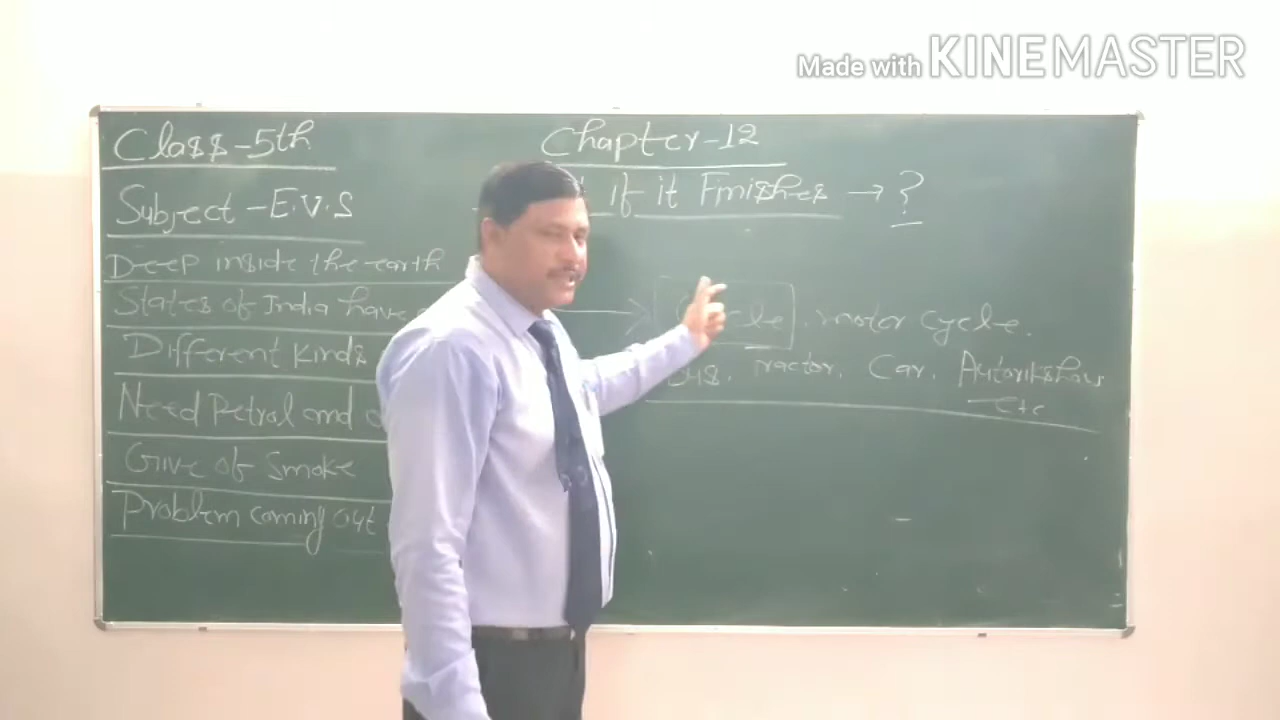 Made with KINEMASTER
Class-5th
Chapter-12
if it Finishes → ?
Subject - E.V.S
Deep inside the earth
States of India have
Different Kinds
Need Petrol and
Give of Smoke
Problem coming out
→ motor cycle.
Car. Autorikshaw
etc